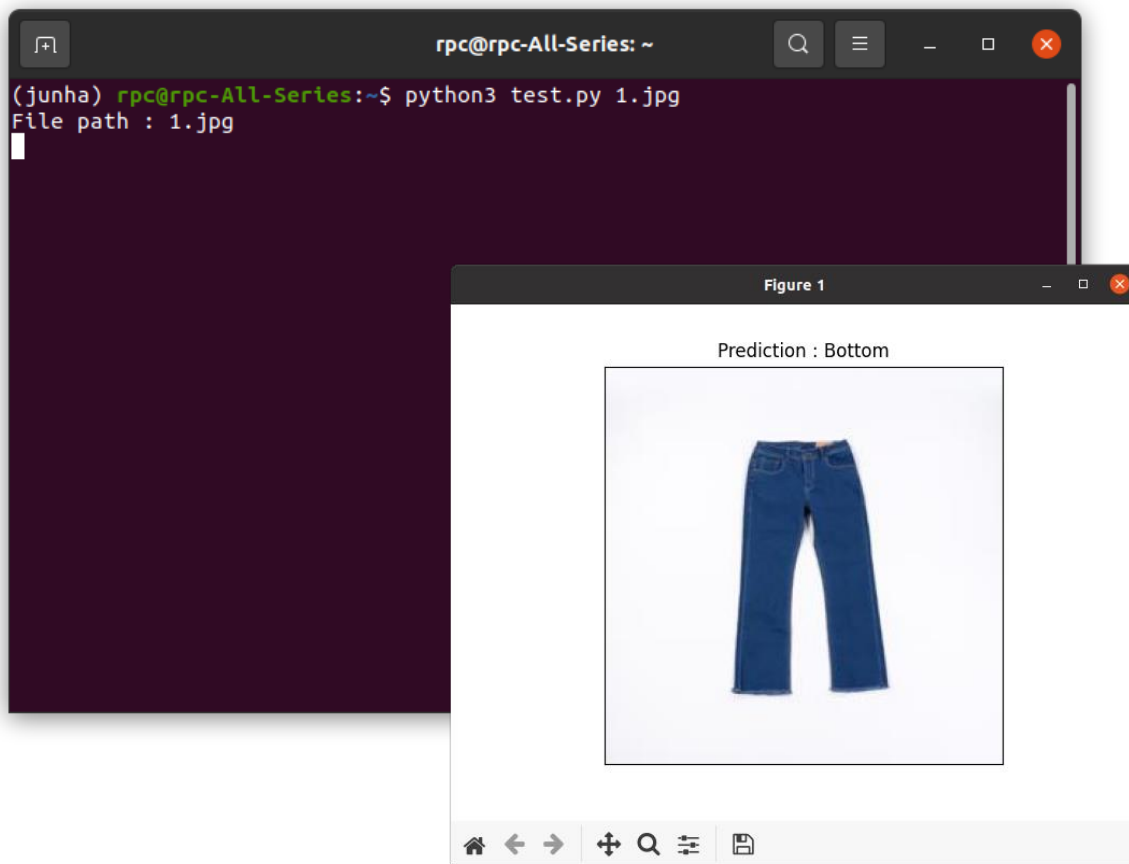 rpc@rpc-All-Series: ~
(junha) rpc@rpc-All-Series:~$ python3 test.py 1.jpg
File path : 1.jpg
Figure 1
Prediction : Bottom